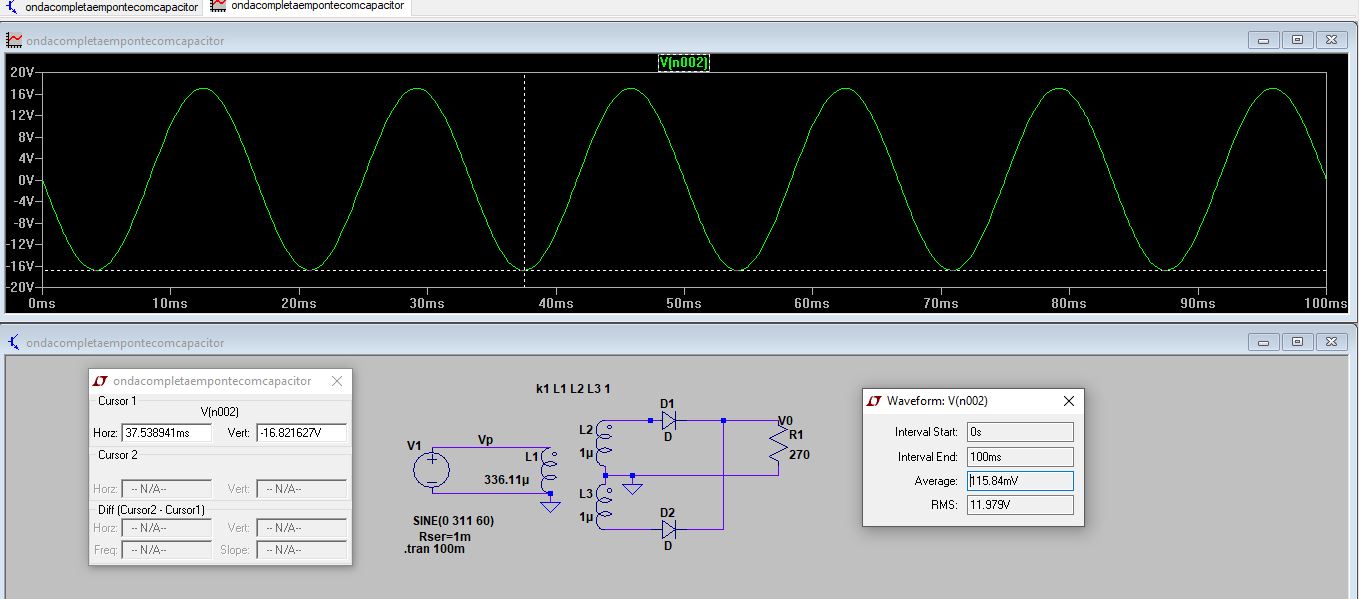 ondacompletaempontecomcapacitor ondacompletaempontecomcapacitor
ondacompletaempontecomcapacitor
V(n002)
20V
16V
12V
8V
4V
0V
-4V
-8V
-12V
-16V
-20V
0ms 10ms 20ms 30ms 40ms 50ms 60ms 70ms 80ms 90ms 100ms
ondacompletaempontecomcapacitor
ondacompletaempontecomcapacitor
Cursor 1
V(n002)
Horz: 37.538941ms Vert: -16.821627V
Cursor 2
Horz: -- N/A-- Vert: -- N/A--
Diff (Cursor2 - Cursor1)
Horz: -- N/A-- Vert: -- N/A--
Freq: -- N/A-- Slope: -- N/A--
k1 L1 L2 L3 1
D1
D
V0
R1
270
L2
1µ
V1
Vp
L1
336.11µ
L3
1µ
D2
D
SINE(0 311 60)
Rser=1m
.tran 100m
Waveform: V(n002)
Interval Start: 0s
Interval End: 100ms
Average: 115.84mV
RMS: 11.979V